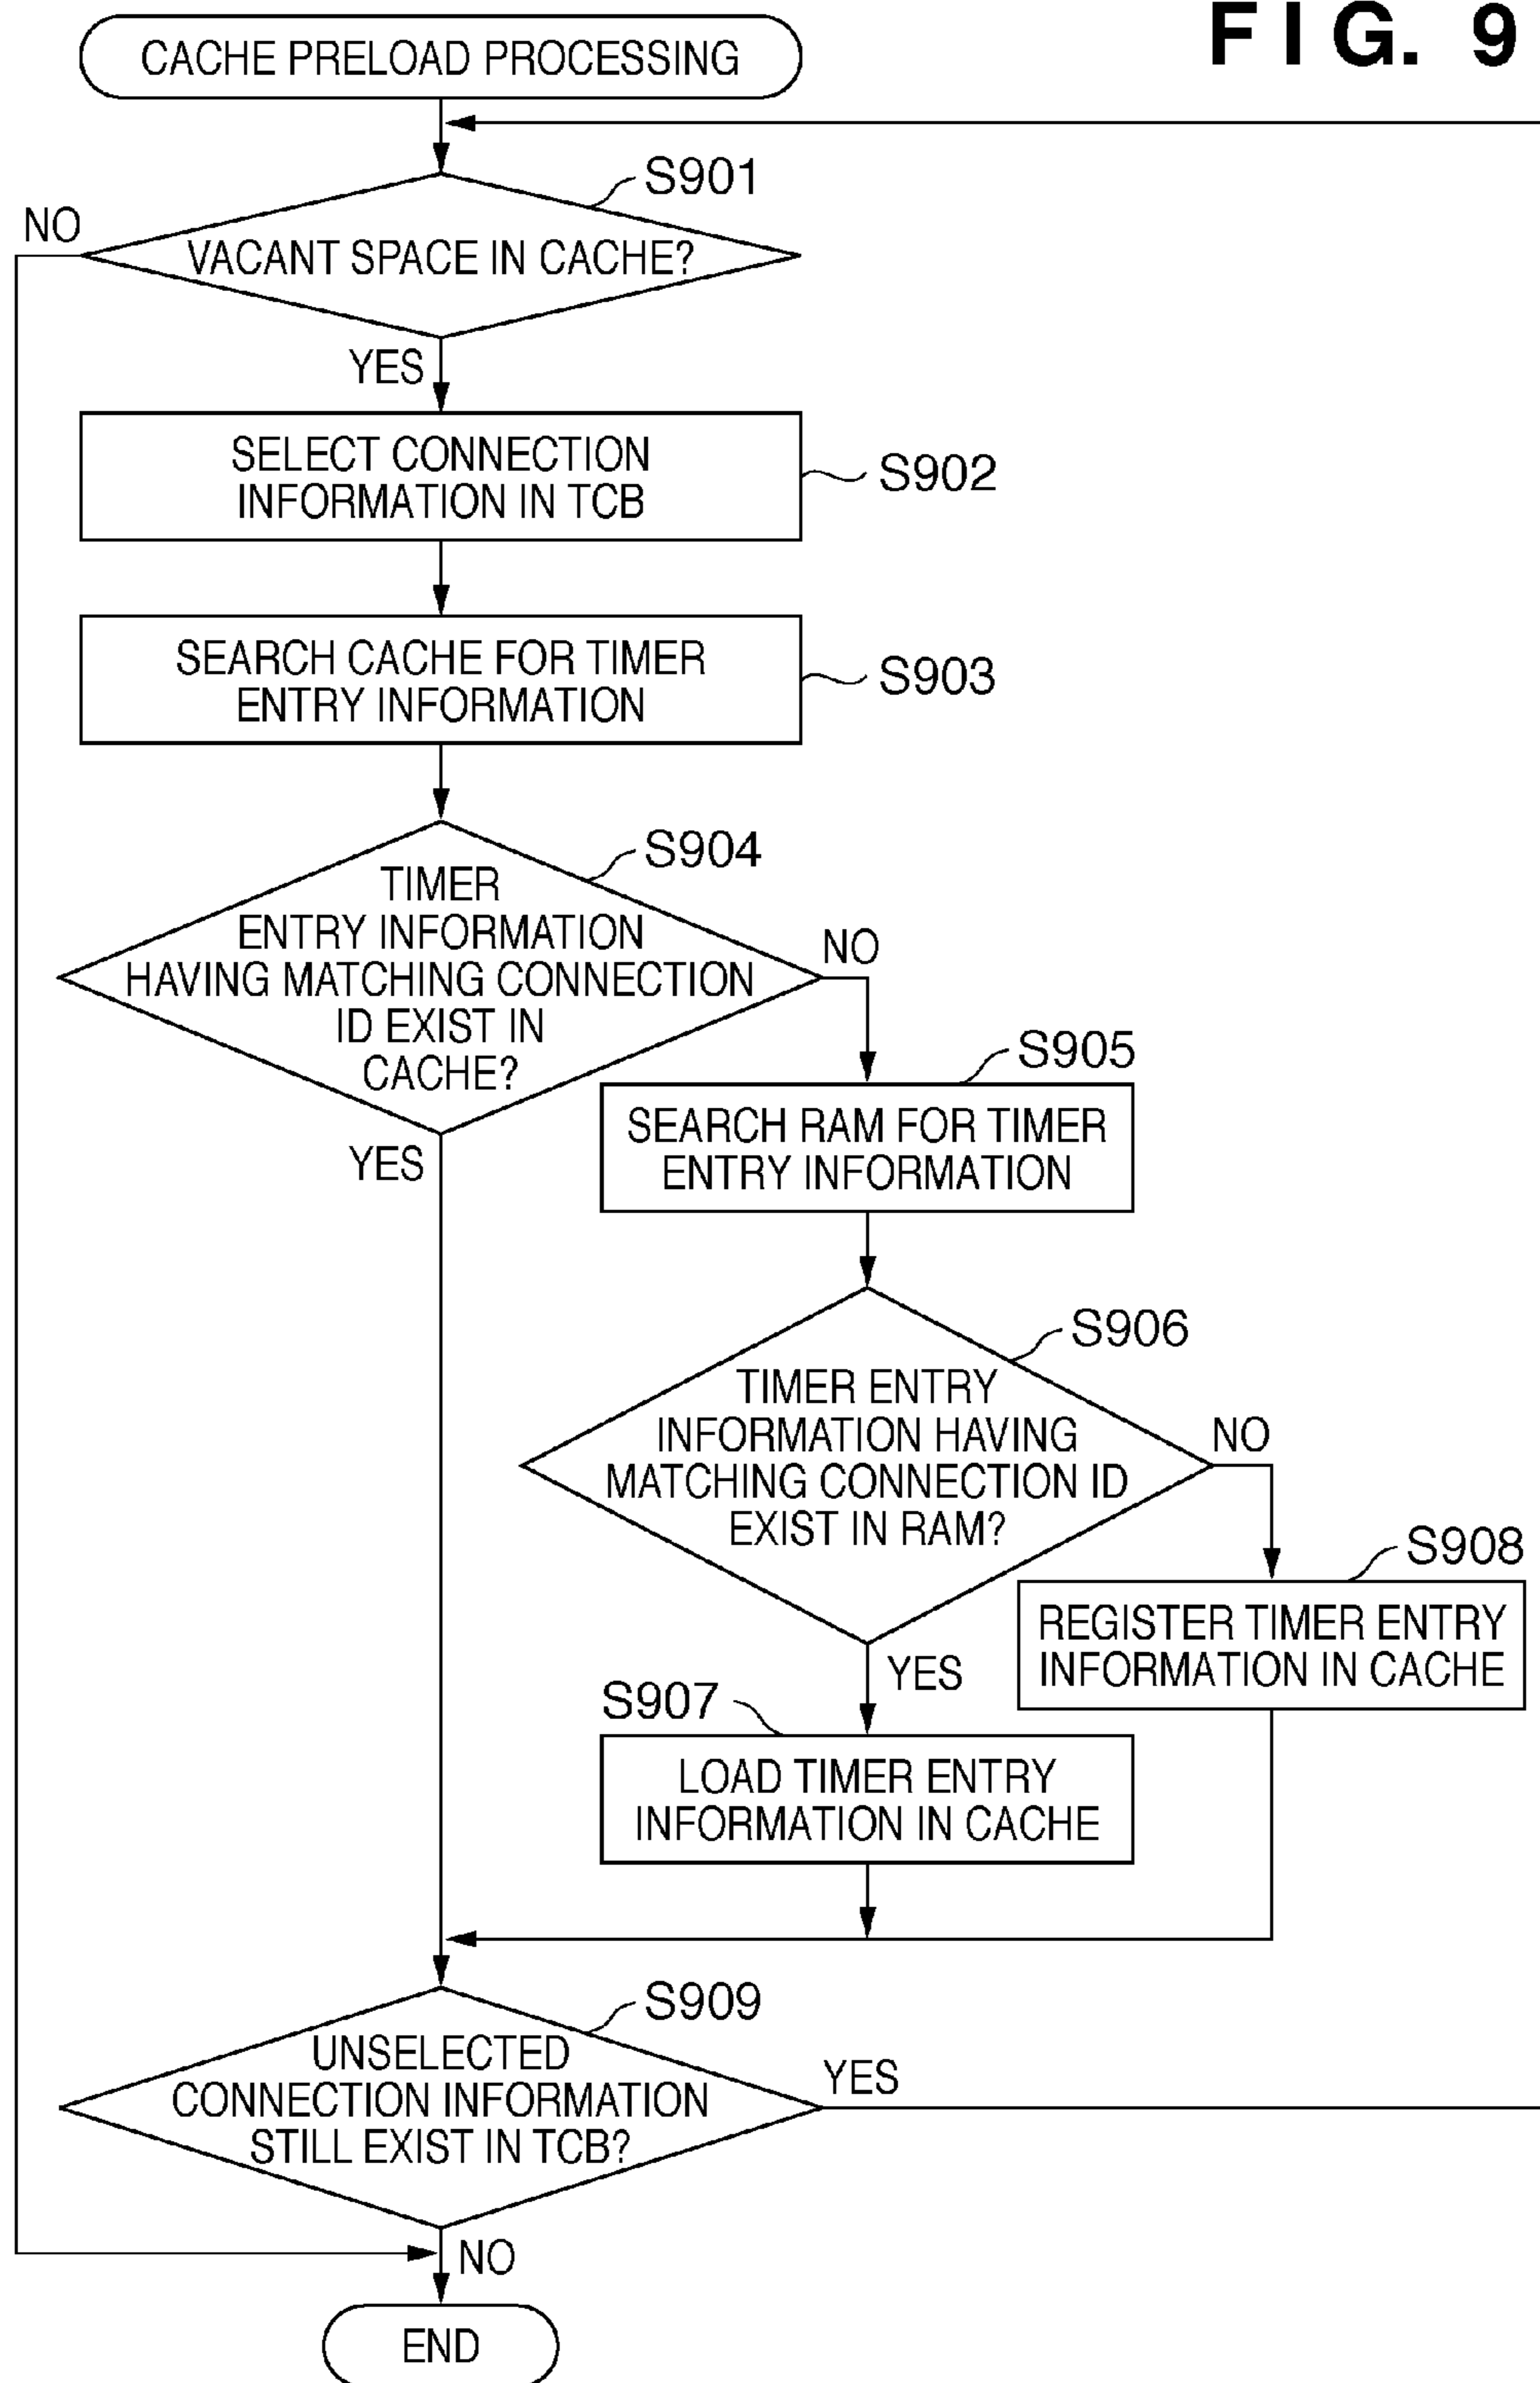 FIG. 9
CACHE PRELOAD PROCESSING
S901
NO
VACANT SPACE IN CACHE?
YES
SELECT CONNECTION
INFORMATION IN TCB
S902
SEARCH CACHE FOR TIMER
ENTRY INFORMATION
S903
S904
TIMER
ENTRY INFORMATION
HAVING MATCHING CONNECTION
ID EXIST IN
CACHE?
NO
YES
S905
SEARCH RAM FOR TIMER
ENTRY INFORMATION
S906
TIMER ENTRY
INFORMATION HAVING
MATCHING CONNECTION ID
EXIST IN RAM?
NO
YES
S908
REGISTER TIMER ENTRY
INFORMATION IN CACHE
S907
LOAD TIMER ENTRY
INFORMATION IN CACHE
S909
UNSELECTED
CONNECTION INFORMATION
STILL EXIST IN TCB?
YES
NO
END